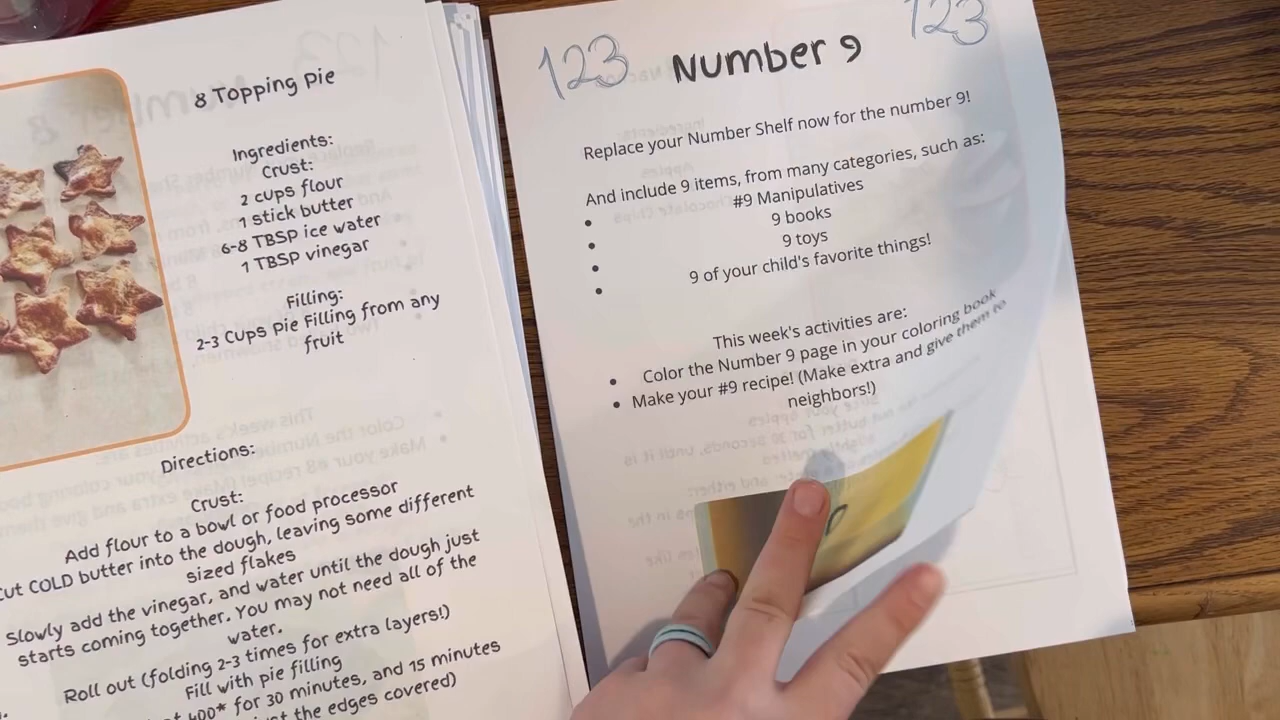 8 Topping Pie
Ingredients:
Crust:
2 cups flour
1 stick butter
6-8 TBSP ice water
1 TBSP vinegar
Filling:
2-3 Cups Pie Filling from any
fruit
Directions:
Crust:
Add flour to a bowl or food processor
Cut COLD butter into the dough, leaving some different
sized flakes
Slowly add the vinegar, and water until the dough just
starts coming together. You may not need all of the
water.
Roll out (folding 2-3 times for extra layers!)
Fill with pie filling
400* for 30 minutes, and 15 minutes
the edges covered)
123 Number 9 123
Replace your Number Shelf now for the number 9!
And include 9 items, from many categories, such as:
• #9 Manipulatives
• 9 books
• 9 toys
• 9 of your child's favorite things!
This week's activities are:
• Color the Number 9 page in your coloring book
• Make your #9 recipe! (Make extra and give them to
neighbors!)